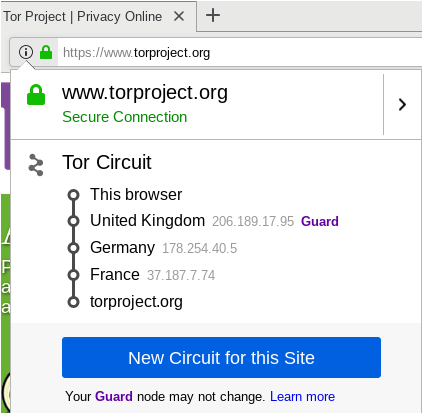 Tor Project | Privacy Online
https://www.torproject.org
www.torproject.org
Secure Connection
Tor Circuit
This browser
United Kingdom 206.189.17.95 Guard
Germany 178.254.40.5
France 37.187.7.74
torproject.org
New Circuit for this Site
Your Guard node may not change. Learn more